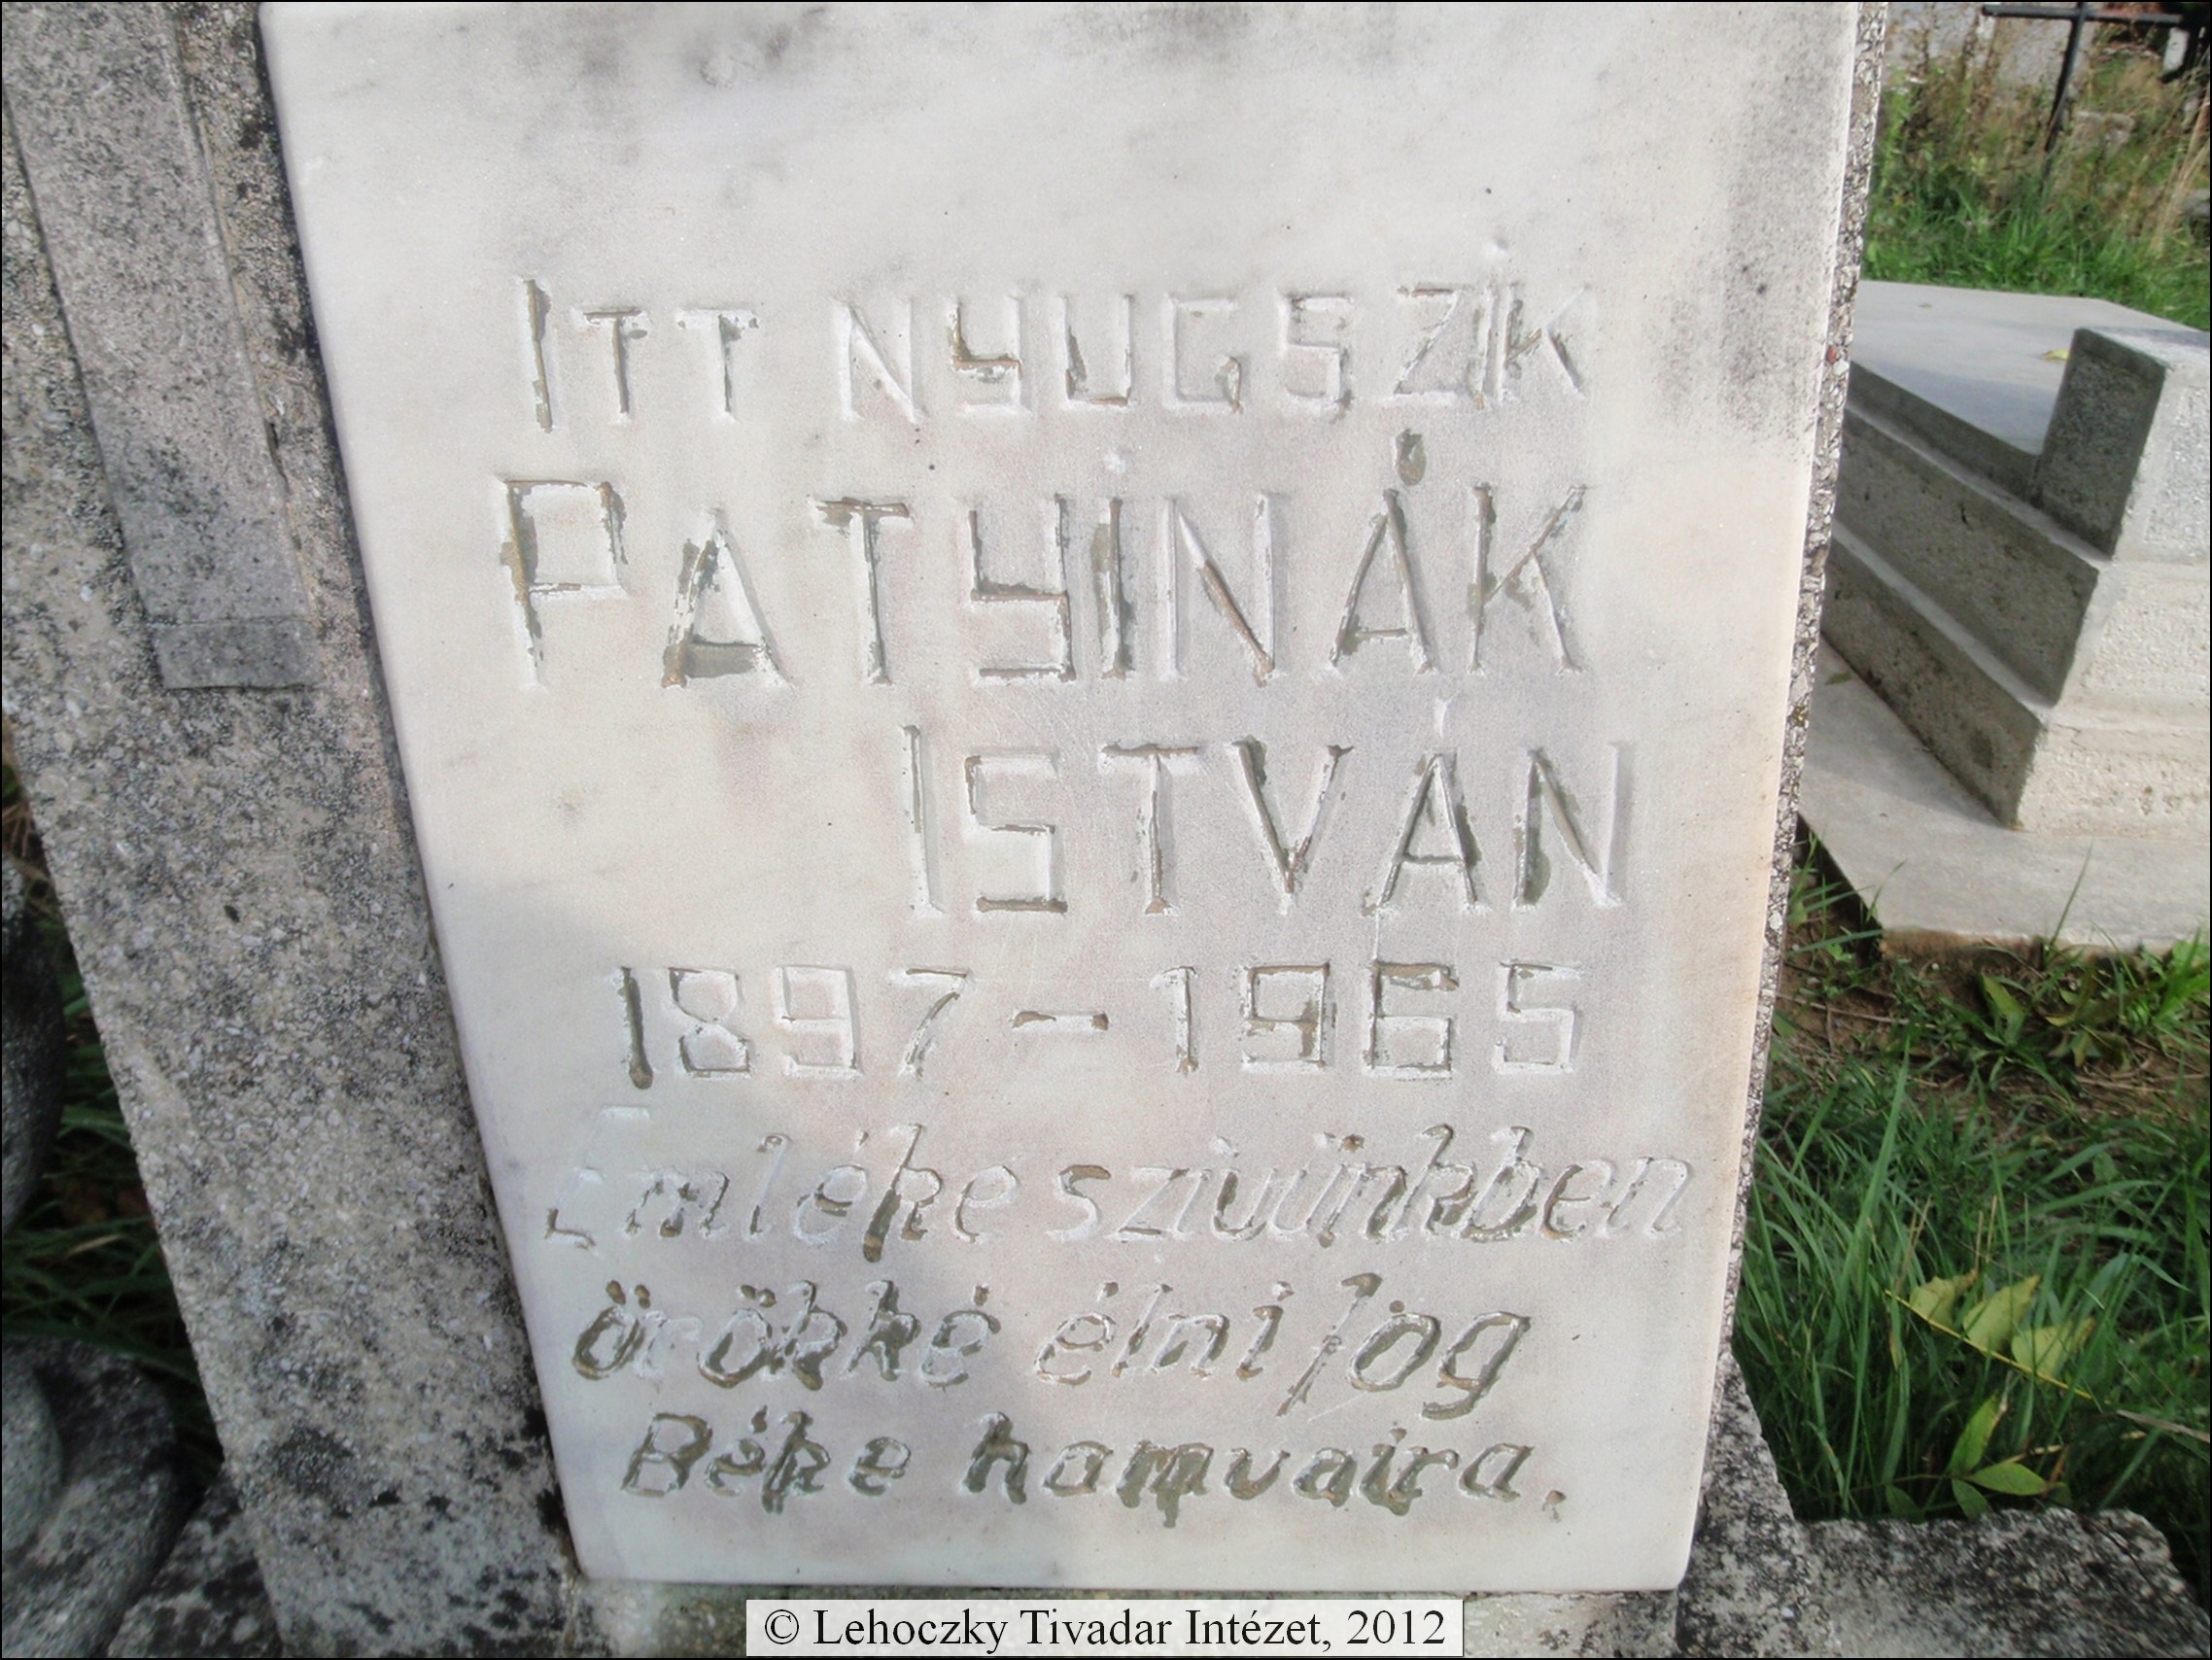 ITT NYUGSZIK
PATYINÁK
ISTVÁN
1897 - 1965
Emléke szivünkben
örökké élni fog
Béke hamvaira.
© Lehoczky Tivadar Intézet, 2012